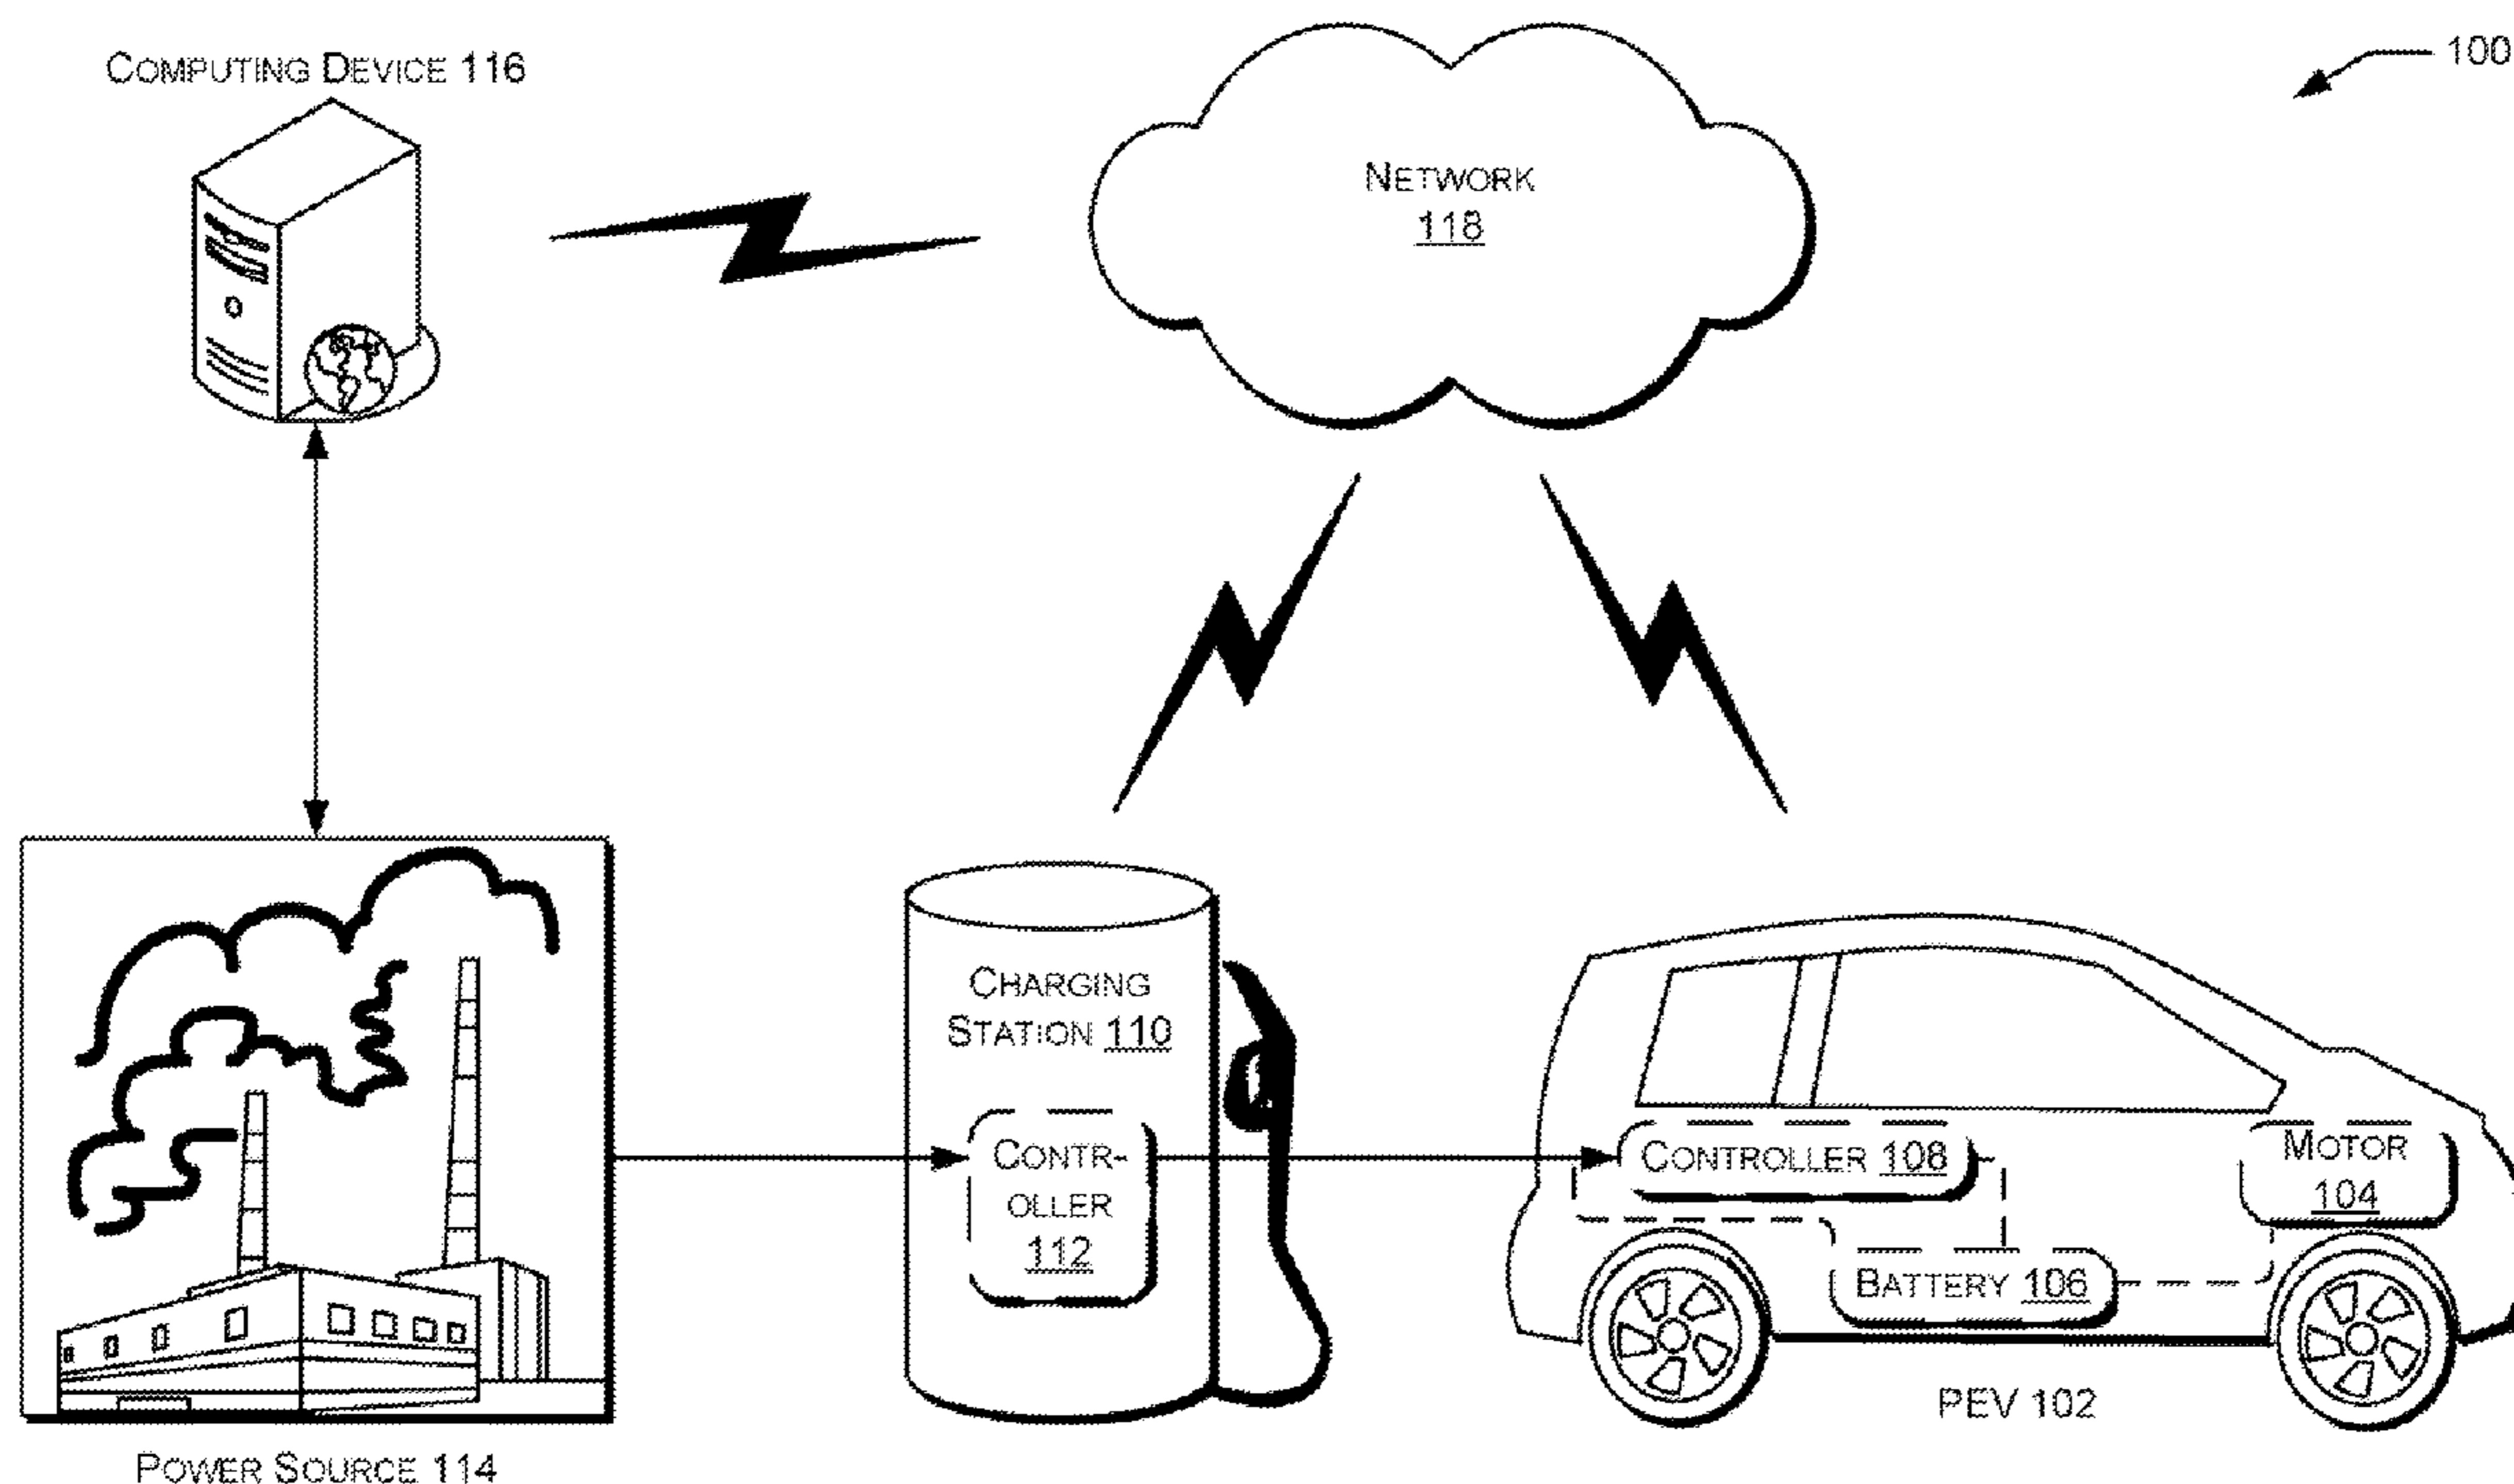 COMPUTING DEVICE 116
100
NETWORK
118
CHARGING
STATION 110
CONTR-
OLLER
112
CONTROLLER 108
MOTOR
104
BATTERY 106
PEV 102
POWER SOURCE 114